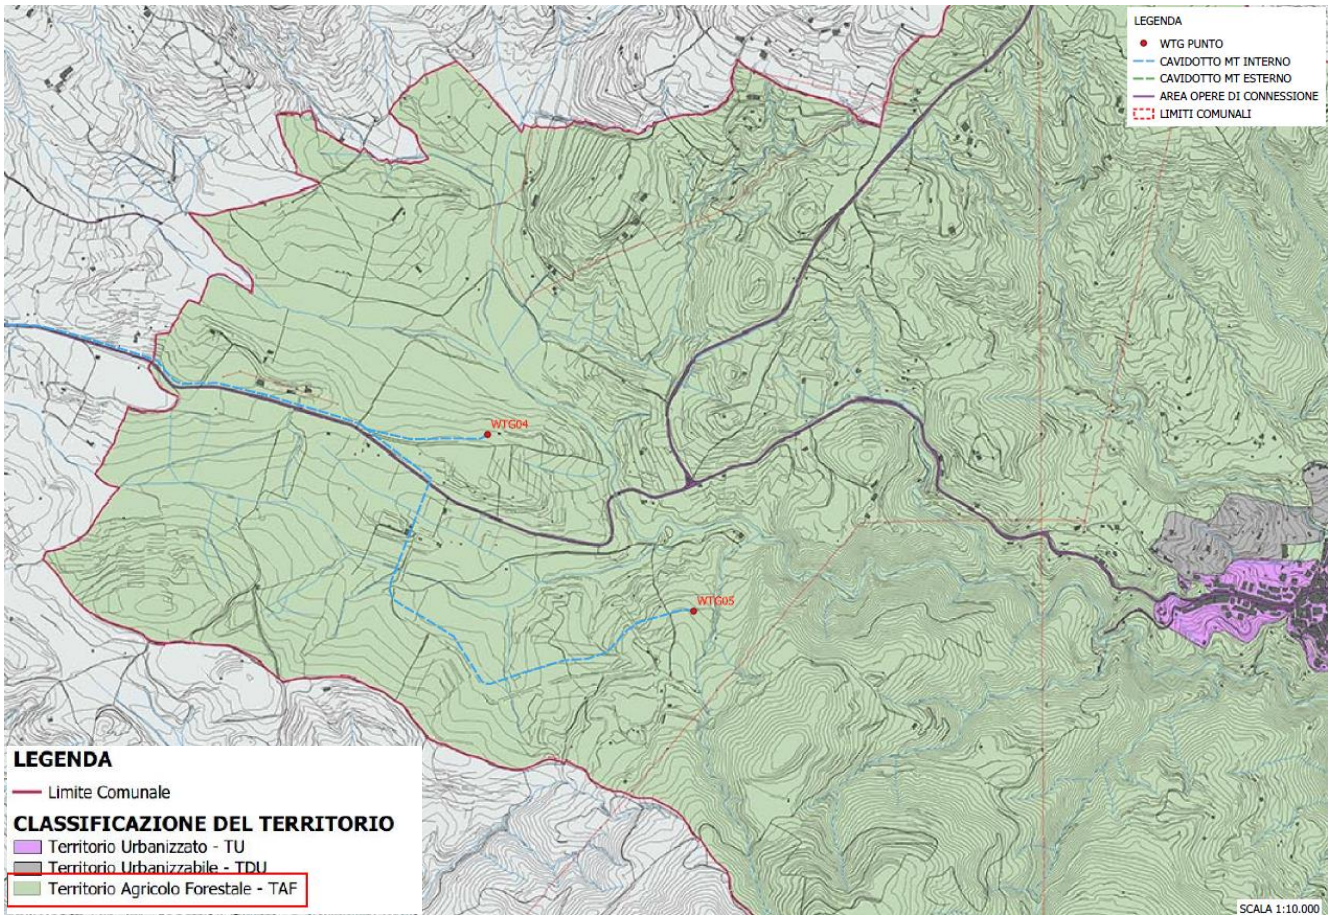 LEGENDA
WTG PUNTO
CAVIDOTTO MT INTERNO
CAVIDOTTO MT ESTERNO
AREA OPERE DI CONNESSIONE
LIMITI COMUNALI
WTG04
WTG05
LEGENDA
Limite Comunale
CLASSIFICAZIONE DEL TERRITORIO
Territorio Urbanizzato - TU
Territorio Urbanizzabile - TDU
Territorio Agricolo Forestale - TAF
SCALA 1:10.000